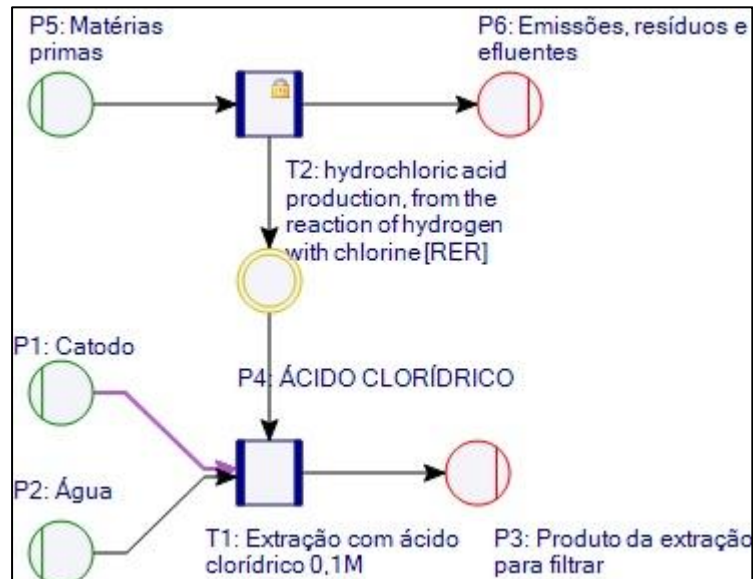 P5: Matérias
primas
P6: Emissões, resíduos e
efluentes
T2: hydrochloric acid
production, from the
reaction of hydrogen
with chlorine [RER]
P1: Catodo
P4: ÁCIDO CLORÍDRICO
P2: Água
T1: Extração com ácido
clorídrico 0,1M
P3: Produto da extração
para filtrar